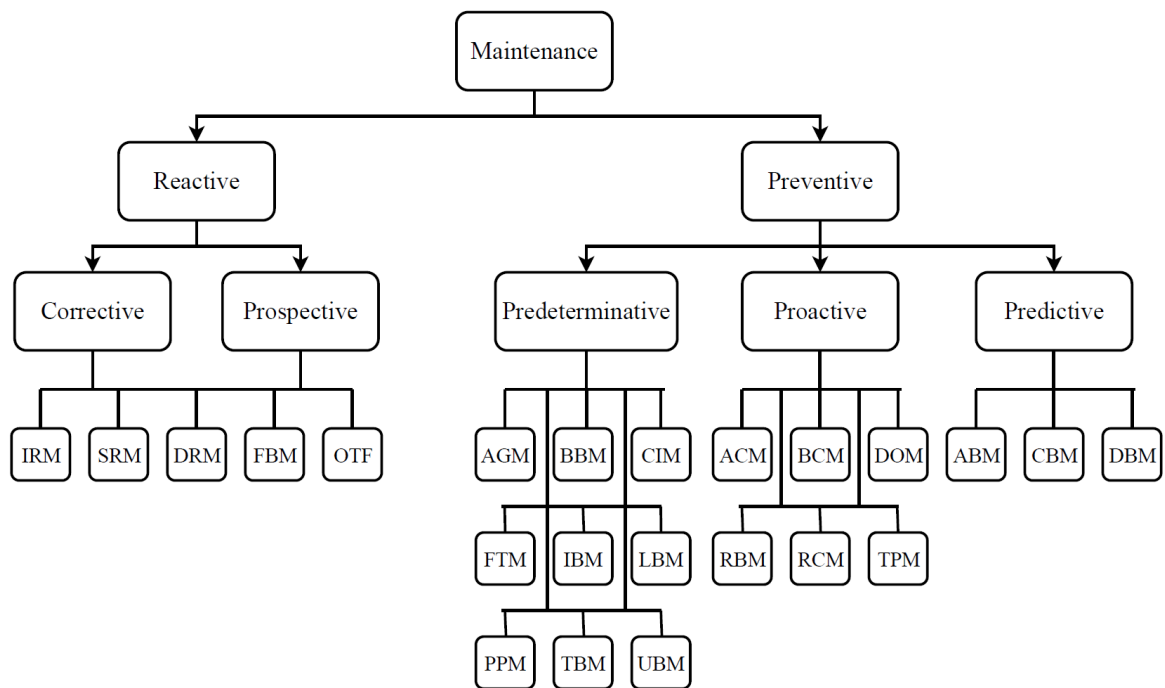 Maintenance
Reactive
Preventive
Corrective
Prospective
Predeterminative
Proactive
Predictive
IRM
SRM
DRM
FBM
OTF
AGM
BBM
CIM
ACM
BCM
DOM
ABM
CBM
DBM
FTM
IBM
LBM
RBM
RCM
TPM
PPM
TBM
UBM